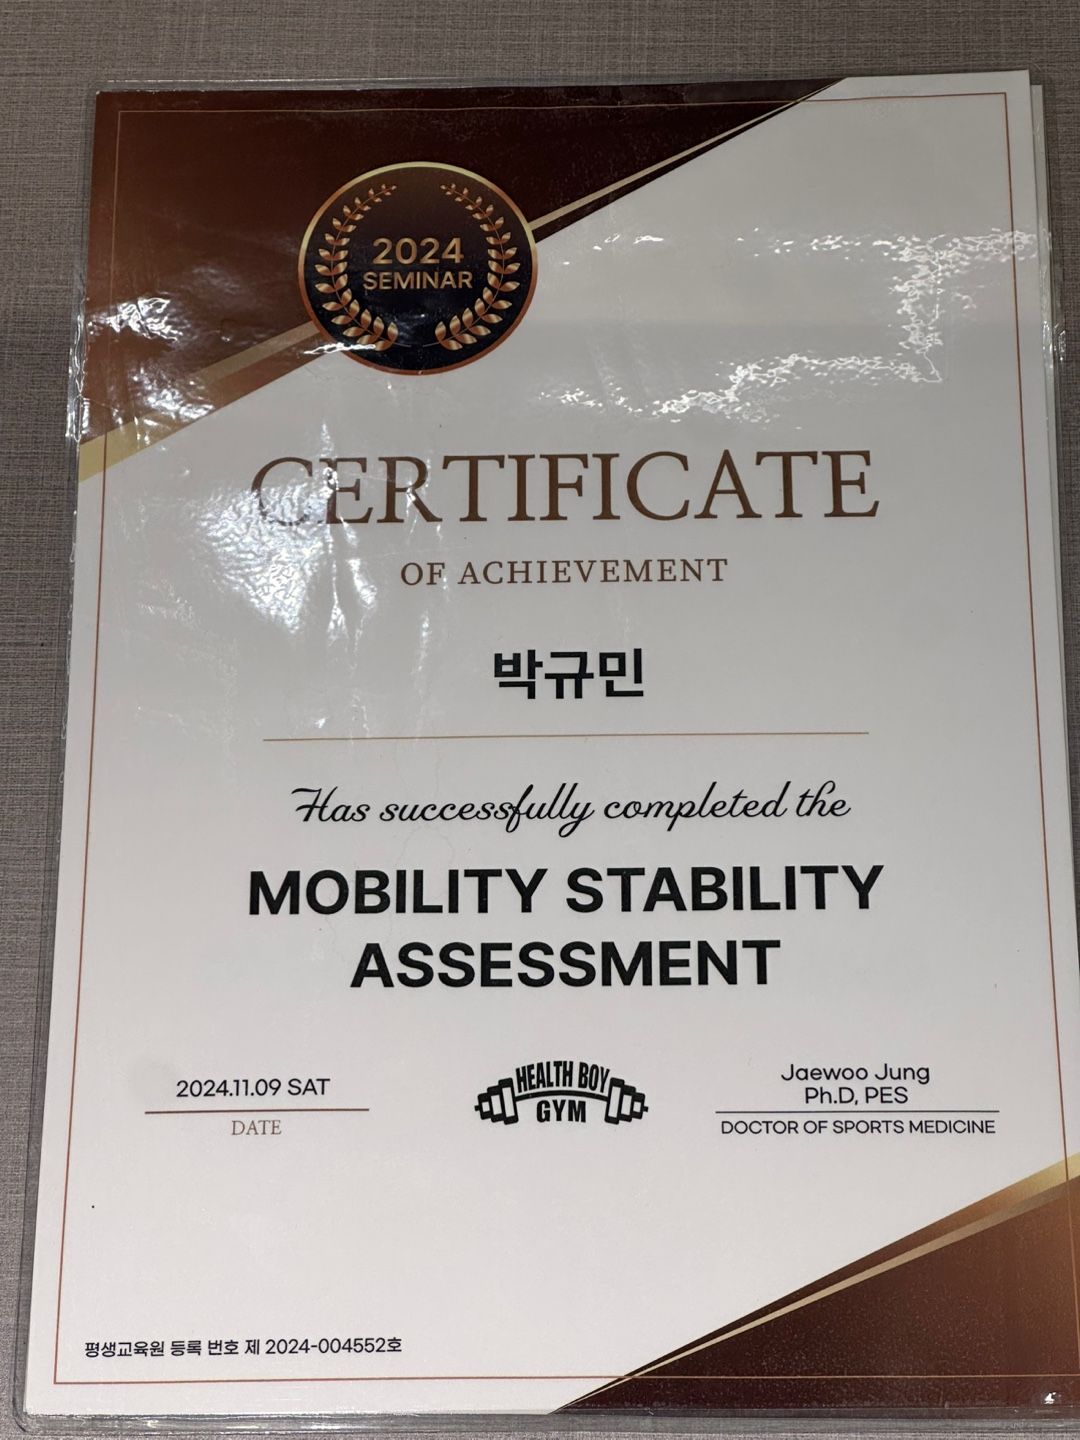 2024
SEMINAR
CERTIFICATE
OF ACHIEVEMENT
박규민
Has successfully completed the
MOBILITY STABILITY
ASSESSMENT
2024.11.09 SAT
DATE
HEALTH BOY
GYM
Jaewoo Jung
Ph.D, PES
DOCTOR OF SPORTS MEDICINE
평생교육원 등록 번호 제 2024-004552호